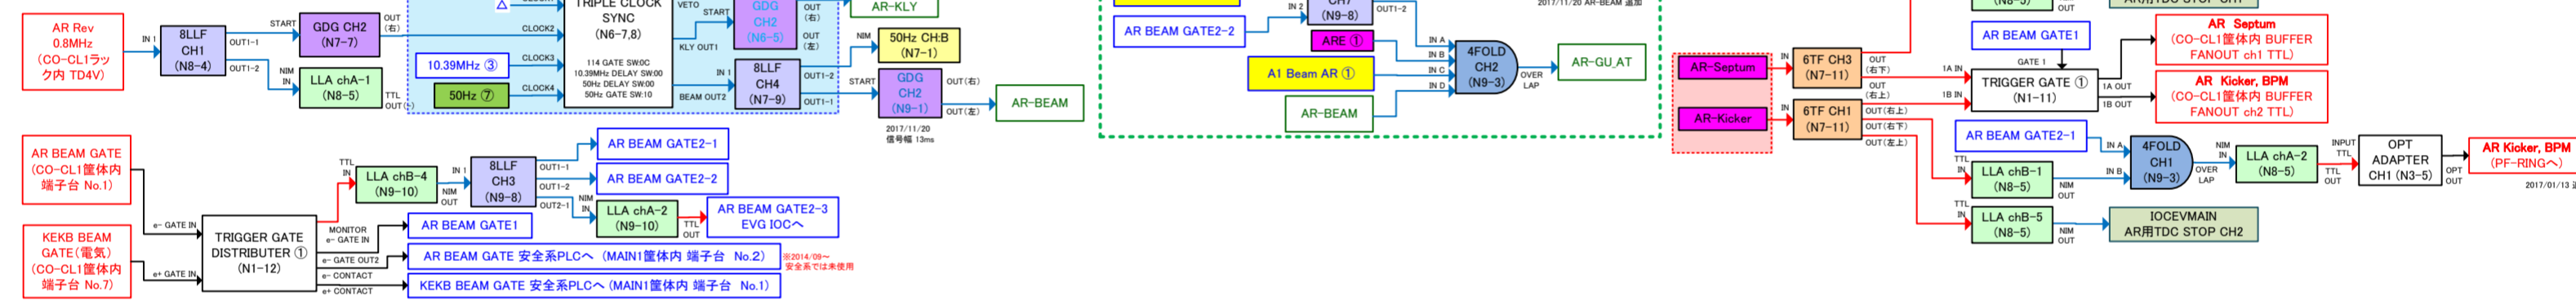 AR Rev
0.8MHz
(CO-CL1ラッ
ク内 TD4V)
IN 1
8LLF
CH1
(N8-4)
OUT1-1
OUT1-2
START
GDG CH2
(N7-7)
OUT
(右)
NIM
IN
LLA chA-1
(N8-5)
TTL
CLOCK2
10.39MHz ③
CLOCK3
50Hz ⑦
CLOCK4
TRIPLE CLOCK
SYNC
(N6-7,8)
114 GATE SW:0C
10.39MHz DELAY SW:00
50Hz DELAY SW:00
50Hz GATE SW:10
VETO
START
KLY OUT1
GDG
CH2
(N6-5)
OUT
(右)
OUT
(左)
IN 1
BEAM OUT2
8LLF
CH4
(N7-9)
OUT1-2
OUT1-1
AR-KLY
NIM
50Hz CH:B
(N7-1)
START
GDG
CH2
(N9-1)
OUT(右)
OUT(左)
AR-BEAM
2017/11/20
信号幅 13ms
AR BEAM GATE
(CO-CL1筐体内
端子台 No.1)
KEKB BEAM
GATE(電気)
(CO-CL1筐体内
端子台 No.7)
e- GATE IN
e+ GATE IN
TRIGGER GATE
DISTRIBUTER ①
(N1-12)
TTL
IN
LLA chB-4
(N9-10)
IN 1
NIM
OUT
8LLF
CH3
(N9-8)
OUT1-1
OUT1-2
OUT2-1
AR BEAM GATE2-1
AR BEAM GATE2-2
NIM
IN
LLA chA-2
(N9-10)
TTL
OUT
AR BEAM GATE2-3
EVG IOCへ
MONITOR
e- GATE IN
AR BEAM GATE1
e- GATE OUT2
AR BEAM GATE 安全系PLCへ (MAIN1筐体内 端子台 No.2)
※2014/09～
安全系では未使用
e- CONTACT
e+ CONTACT
KEKB BEAM GATE 安全系PLCへ (MAIN1筐体内 端子台 No.1)
AR BEAM GATE2-2
IN 2
CH7
(N9-8)
OUT1-2
ARE ①
A1 Beam AR ①
AR-BEAM
IN A
IN B
IN C
IN D
4FOLD
CH2
(N9-3)
OVER
LAP
AR-GU_AT
2017/11/20 AR-BEAM 追加
AR-Septum
AR-Kicker
IN
6TF CH3
(N7-11)
OUT
(右下)
OUT
(右上)
IN
6TF CH1
(N7-11)
OUT(右上)
OUT(右下)
OUT(左上)
(N8-5)
AR用TDC STOP CH1
AR BEAM GATE1
GATE 1
1A IN
1B IN
TRIGGER GATE ①
(N1-11)
1A OUT
1B OUT
AR Septum
(CO-CL1筐体内 BUFFER
FANOUT ch1 TTL)
AR Kicker, BPM
(CO-CL1筐体内 BUFFER
FANOUT ch2 TTL)
AR BEAM GATE2-1
TTL
IN
LLA chB-1
(N8-5)
NIM
OUT
IN A
IN B
4FOLD
CH1
(N9-3)
OVER
LAP
NIM
IN
LLA chA-2
(N8-5)
INPUT
TTL
TTL
OUT
OPT
ADAPTER
CH1 (N3-5)
OPT
OUT
AR Kicker, BPM
(PF-RINGへ)
2017/01/13
TTL
IN
LLA chB-5
(N8-5)
NIM
OUT
IOCEVMAIN
AR用TDC STOP CH2